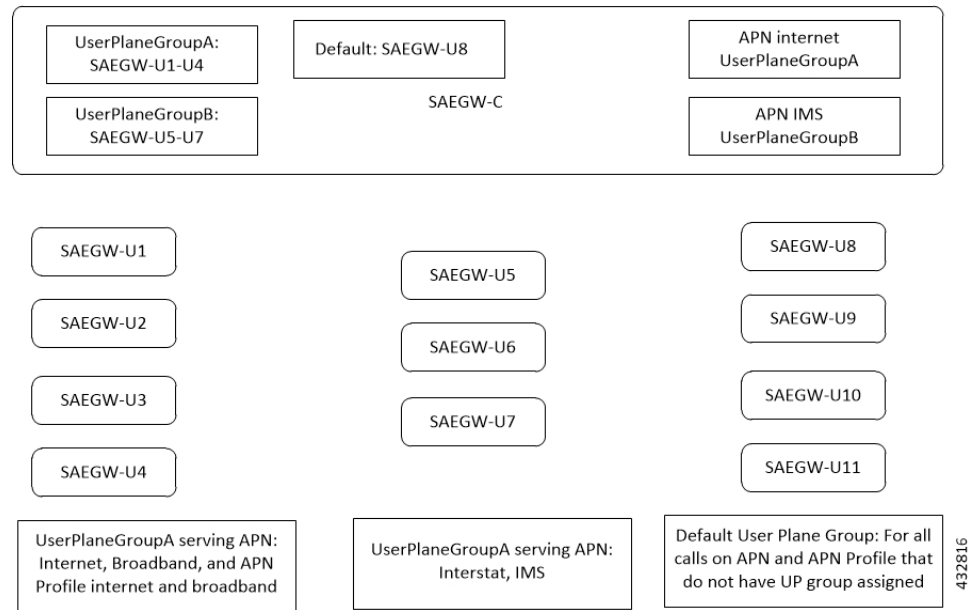 UserPlaneGroupA:
SAEGW-U1-U4
Default: SAEGW-U8
APN internet
UserPlaneGroupA
UserPlaneGroupB:
SAEGW-U5-U7
SAEGW-C
APN IMS
UserPlaneGroupB
SAEGW-U1
SAEGW-U2
SAEGW-U3
SAEGW-U4
SAEGW-U5
SAEGW-U6
SAEGW-U7
SAEGW-U8
SAEGW-U9
SAEGW-U10
SAEGW-U11
UserPlaneGroupA serving APN:
Internet, Broadband, and APN
Profile internet and broadband
UserPlaneGroupA serving APN:
Interstat, IMS
Default User Plane Group: For all
calls on APN and APN Profile that
do not have UP group assigned
432816